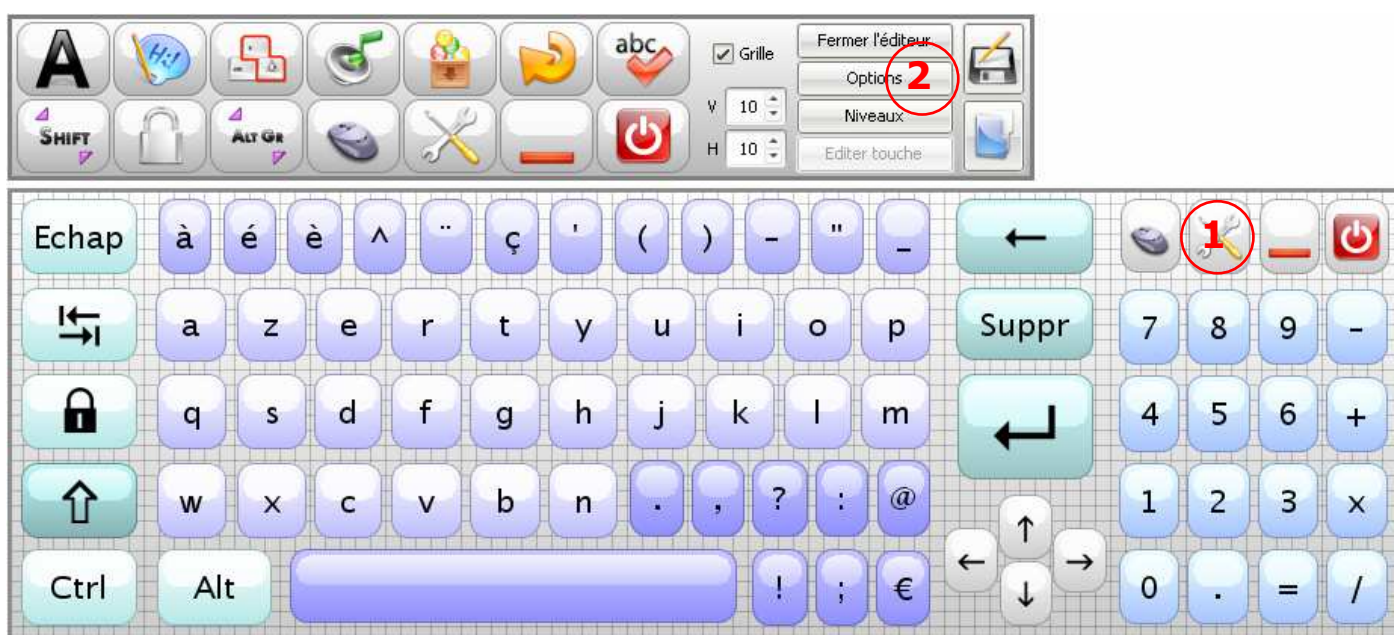 A Hi! abc Grille Fermer l'éditeur
Options 2
V 10 Niveaux
SHIFT ALT GR H 10 Editer touche
Echap à é è ^ ¨ ç ' ( ) - " _ ← 1
a z e r t y u i o p Suppr 7 8 9 -
q s d f g h j k l m 4 5 6 +
w x c v b n . , ? : @ ↑ 1 2 3 x
← →
Ctrl Alt ! ; € ↓ 0 . = /